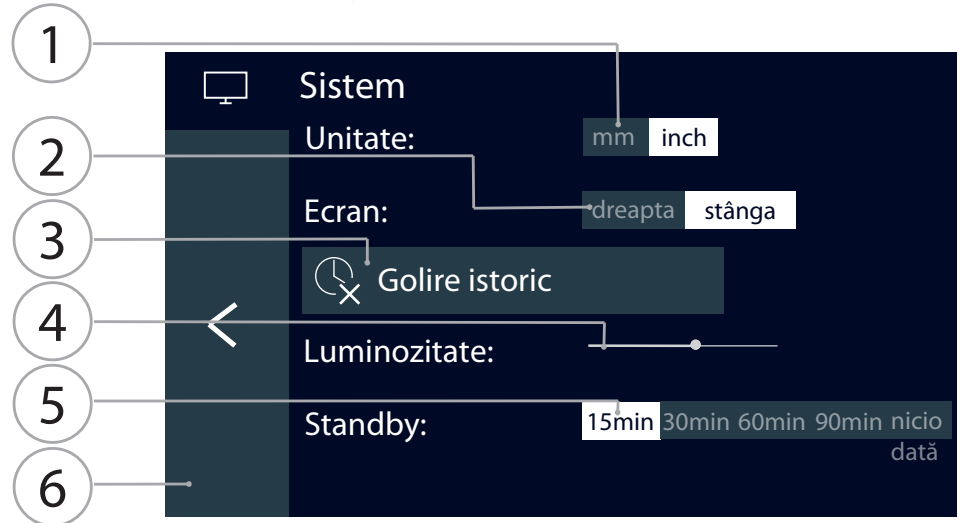 1
Sistem
Unitate: mm inch
2
Ecran: dreapta stânga
3
Golire istoric
4
Luminozitate:
5
Standby: 15min 30min 60min 90min nicio
dată
6